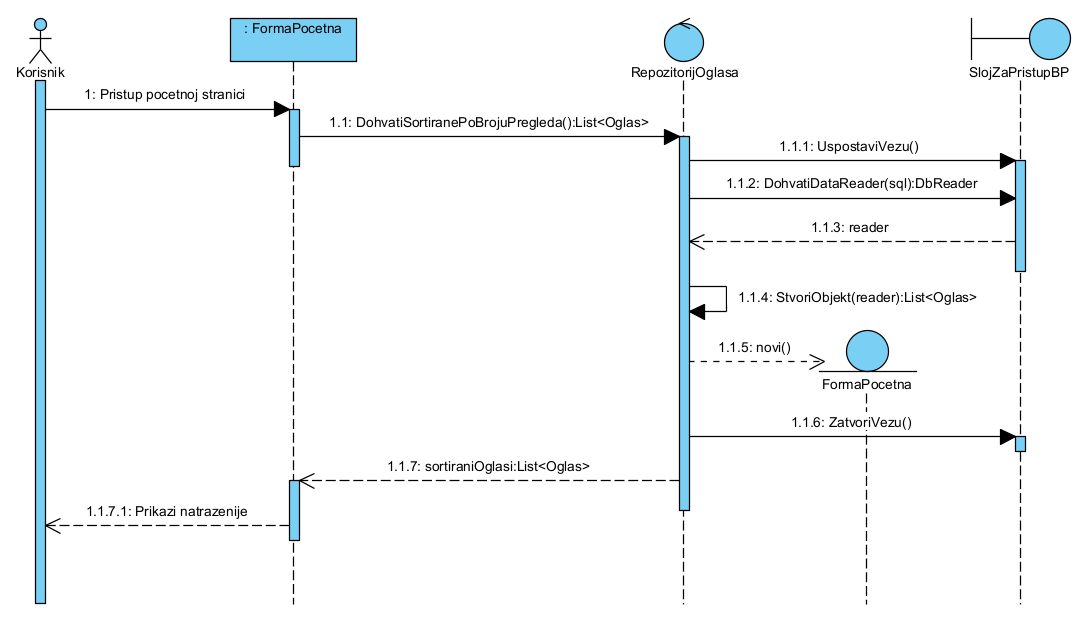 : FormaPocetna
Korisnik
RepozitorijOglasa
SlojZaPristupBP
1: Pristup pocetnoj stranici
1.1: DohvatiSortiranePoBrojuPregleda():List<Oglas>
1.1.1: UspostaviVezu()
1.1.2: DohvatiDataReader(sql):DbReader
1.1.3: reader
1.1.4: StvoriObjekt(reader):List<Oglas>
1.1.5: novi()
FormaPocetna
1.1.6: ZatvoriVezu()
1.1.7: sortiraniOglasi:List<Oglas>
1.1.7.1: Prikazi natrazenije